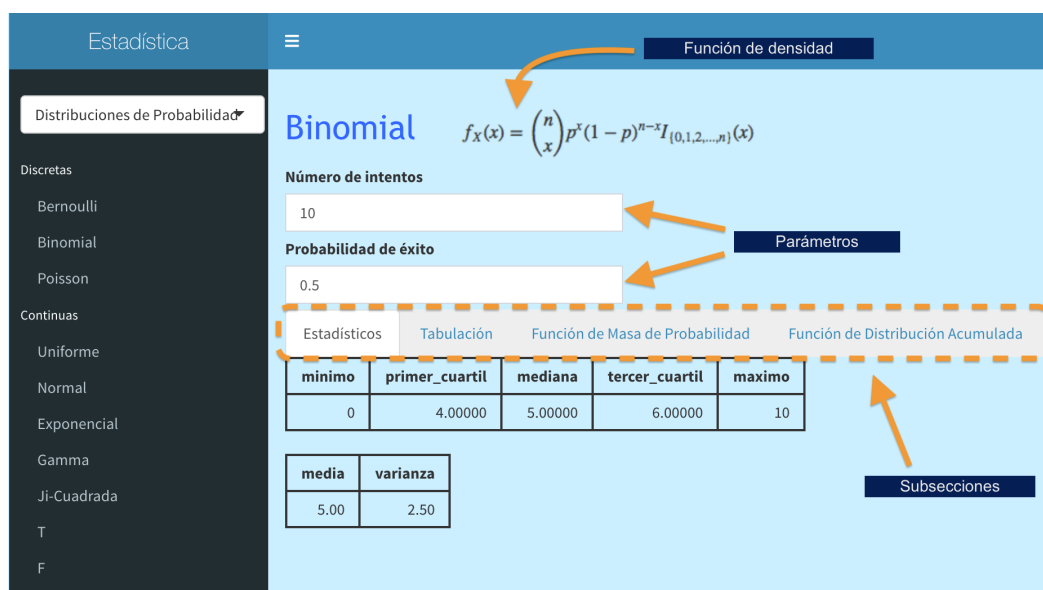 Estadística
☰
Función de densidad
Distribuciones de Probabilidad
Discretas
Bernoulli
Binomial
Poisson
Continuas
Uniforme
Normal
Exponencial
Gamma
Ji-Cuadrada
T
F
Binomial
f_X(x) = (n x) p^x (1 − p)^{n−x} I_{{0,1,2,...,n}}(x)
Número de intentos
10
Probabilidad de éxito
0.5
Parámetros
Estadísticos Tabulación Función de Masa de Probabilidad Función de Distribución Acumulada
minimo primer_cuartil mediana tercer_cuartil maximo
0 4.00000 5.00000 6.00000 10
media varianza
5.00 2.50
Subsecciones